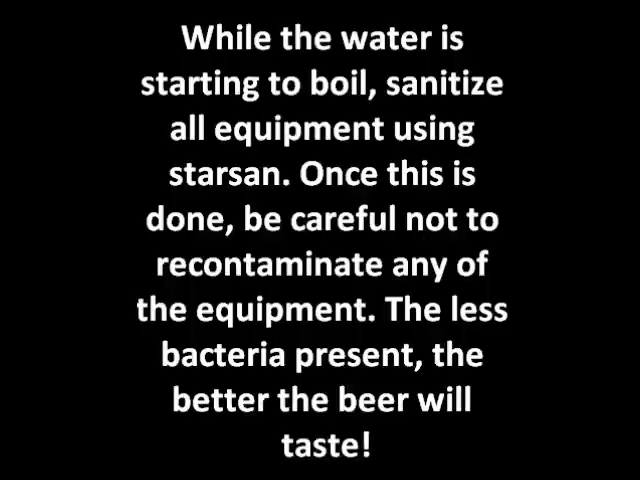 While the water is
starting to boil, sanitize
all equipment using
starsan. Once this is
done, be careful not to
recontaminate any of
the equipment. The less
bacteria present, the
better the beer will
taste!